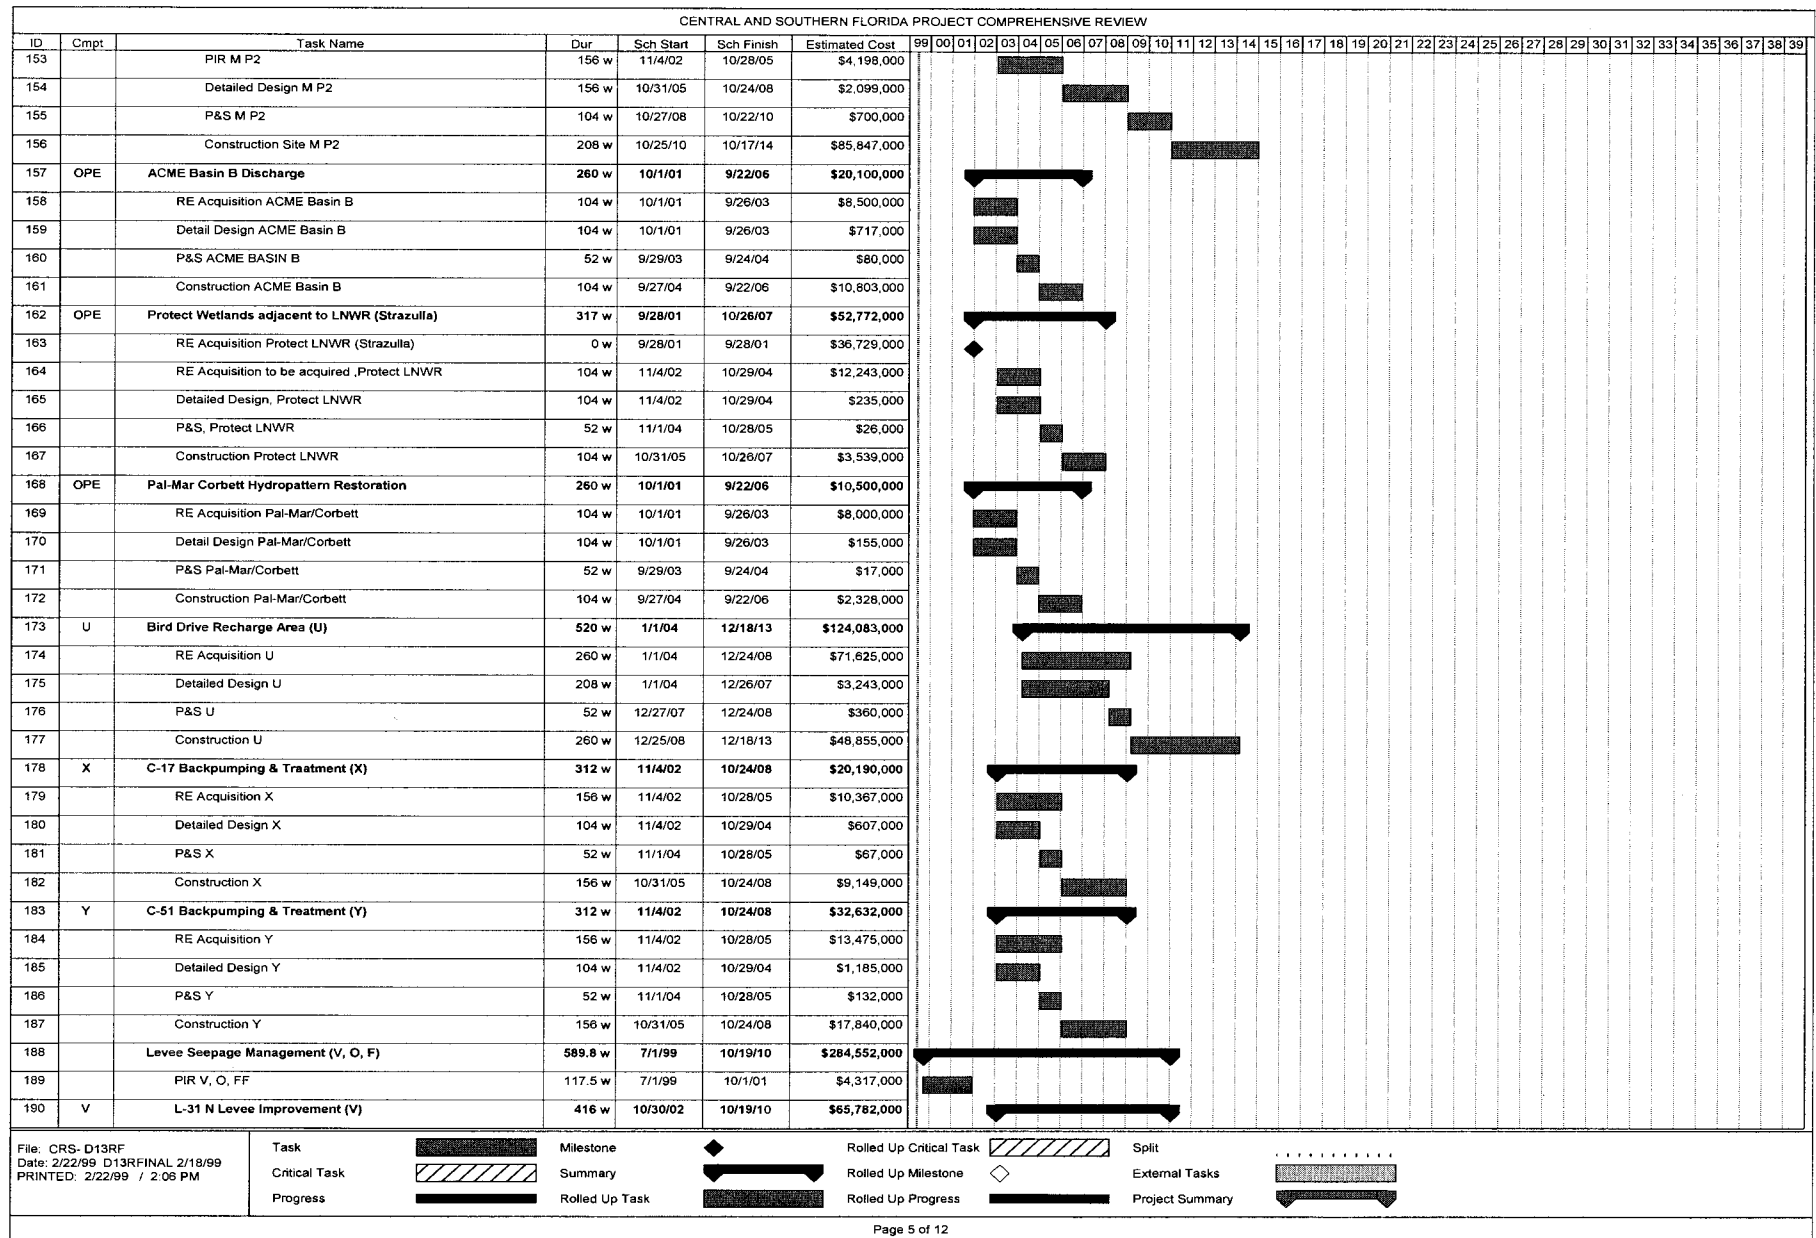 CENTRAL AND SOUTHERN FLORIDA PROJECT COMPREHENSIVE REVIEW
ID Cmpt Task Name Dur Sch Start Sch Finish Estimated Cost 99 00 01 02 03 04 05 06 07 08 09 10 11 12 13 14 15 16 17 18 19 20 21 22 23 24 25 26 27 28 29 30 31 32 33 34 35 36 37 38 39
153 PIR M P2 156 w 11/4/02 10/28/05 $4,198,000
154 Detailed Design M P2 156 w 10/31/05 10/24/08 $2,099,000
155 P&S M P2 104 w 10/27/08 10/22/10 $700,000
156 Construction Site M P2 208 w 10/25/10 10/17/14 $85,847,000
157 OPE ACME Basin B Discharge 260 w 10/1/01 9/22/06 $20,100,000
158 RE Acquisition ACME Basin B 104 w 10/1/01 9/26/03 $8,500,000
159 Detail Design ACME Basin B 104 w 10/1/01 9/26/03 $717,000
160 P&S ACME BASIN B 52 w 9/29/03 9/24/04 $80,000
161 Construction ACME Basin B 104 w 9/27/04 9/22/06 $10,803,000
162 OPE Protect Wetlands adjacent to LNWR (Strazulla) 317 w 9/28/01 10/26/07 $52,772,000
163 RE Acquisition Protect LNWR (Strazulla) 0 w 9/28/01 9/28/01 $36,729,000
164 RE Acquisition to be acquired ,Protect LNWR 104 w 11/4/02 10/29/04 $12,243,000
165 Detailed Design, Protect LNWR 104 w 11/4/02 10/29/04 $235,000
166 P&S, Protect LNWR 52 w 11/1/04 10/28/05 $26,000
167 Construction Protect LNWR 104 w 10/31/05 10/26/07 $3,539,000
168 OPE Pal-Mar Corbett Hydropattern Restoration 260 w 10/1/01 9/22/06 $10,500,000
169 RE Acquisition Pal-Mar/Corbett 104 w 10/1/01 9/26/03 $8,000,000
170 Detail Design Pal-Mar/Corbett 104 w 10/1/01 9/26/03 $155,000
171 P&S Pal-Mar/Corbett 52 w 9/29/03 9/24/04 $17,000
172 Construction Pal-Mar/Corbett 104 w 9/27/04 9/22/06 $2,328,000
173 U Bird Drive Recharge Area (U) 520 w 1/1/04 12/18/13 $124,083,000
174 RE Acquisition U 260 w 1/1/04 12/24/08 $71,625,000
175 Detailed Design U 208 w 1/1/04 12/26/07 $3,243,000
176 P&S U 52 w 12/27/07 12/24/08 $360,000
177 Construction U 260 w 12/25/08 12/18/13 $48,855,000
178 X C-17 Backpumping & Traatment (X) 312 w 11/4/02 10/24/08 $20,190,000
179 RE Acquisition X 156 w 11/4/02 10/28/05 $10,367,000
180 Detailed Design X 104 w 11/4/02 10/29/04 $607,000
181 P&S X 52 w 11/1/04 10/28/05 $67,000
182 Construction X 156 w 10/31/05 10/24/08 $9,149,000
183 Y C-51 Backpumping & Treatment (Y) 312 w 11/4/02 10/24/08 $32,632,000
184 RE Acquisition Y 156 w 11/4/02 10/28/05 $13,475,000
185 Detailed Design Y 104 w 11/4/02 10/29/04 $1,185,000
186 P&S Y 52 w 11/1/04 10/28/05 $132,000
187 Construction Y 156 w 10/31/05 10/24/08 $17,840,000
188 Levee Seepage Management (V, O, F) 589.8 w 7/1/99 10/19/10 $284,552,000
189 PIR V, O, FF 117.5 w 7/1/99 10/1/01 $4,317,000
190 V L-31 N Levee Improvement (V) 416 w 10/30/02 10/19/10 $65,782,000
File: CRS- D13RF
Date: 2/22/99 D13RFINAL 2/18/99
PRINTED: 2/22/99 / 2:06 PM
Task Milestone Rolled Up Critical Task Split
Critical Task Summary Rolled Up Milestone External Tasks
Progress Rolled Up Task Rolled Up Progress Project Summary
Page 5 of 12